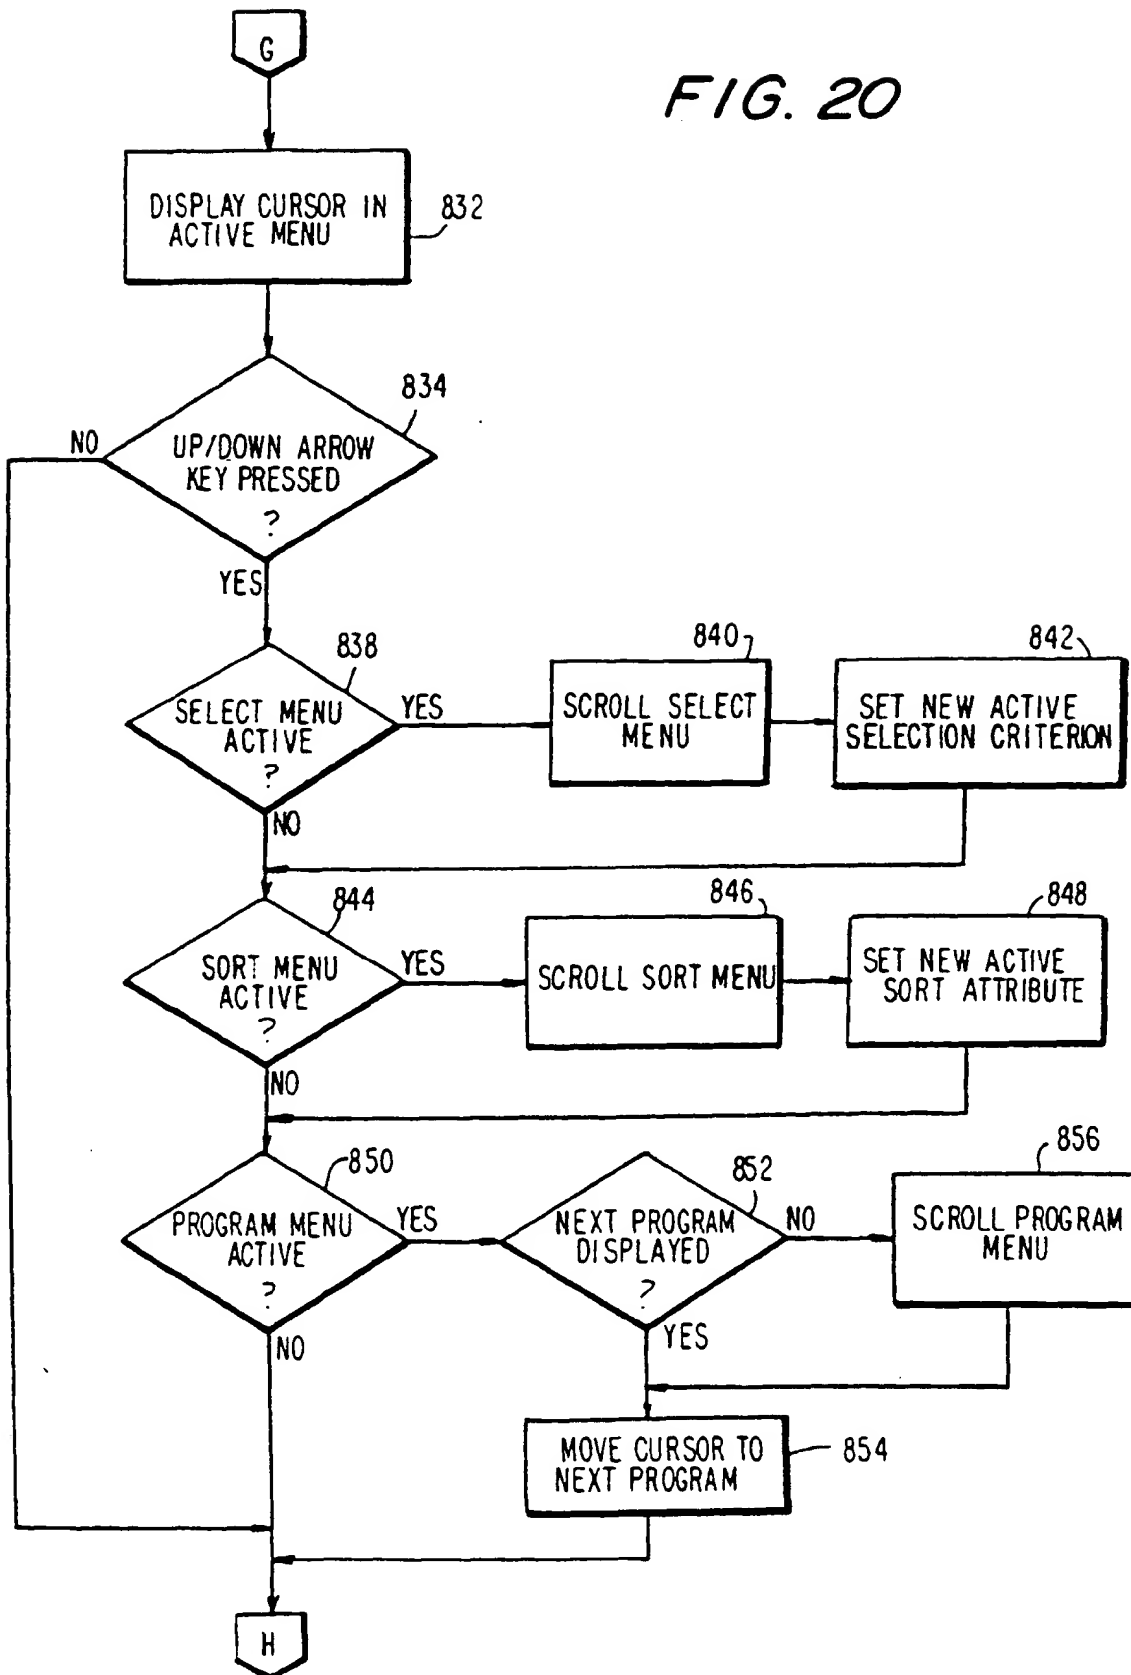 G
FIG. 20
DISPLAY CURSOR IN
ACTIVE MENU
832
834
NO
UP/DOWN ARROW
KEY PRESSED
?
YES
838
SELECT MENU
ACTIVE
?
YES
840
SCROLL SELECT
MENU
842
SET NEW ACTIVE
SELECTION CRITERION
NO
844
SORT MENU
ACTIVE
?
YES
846
SCROLL SORT MENU
848
SET NEW ACTIVE
SORT ATTRIBUTE
NO
850
PROGRAM MENU
ACTIVE
?
YES
852
NEXT PROGRAM
DISPLAYED
?
NO
856
SCROLL PROGRAM
MENU
NO
YES
MOVE CURSOR TO
NEXT PROGRAM
854
H